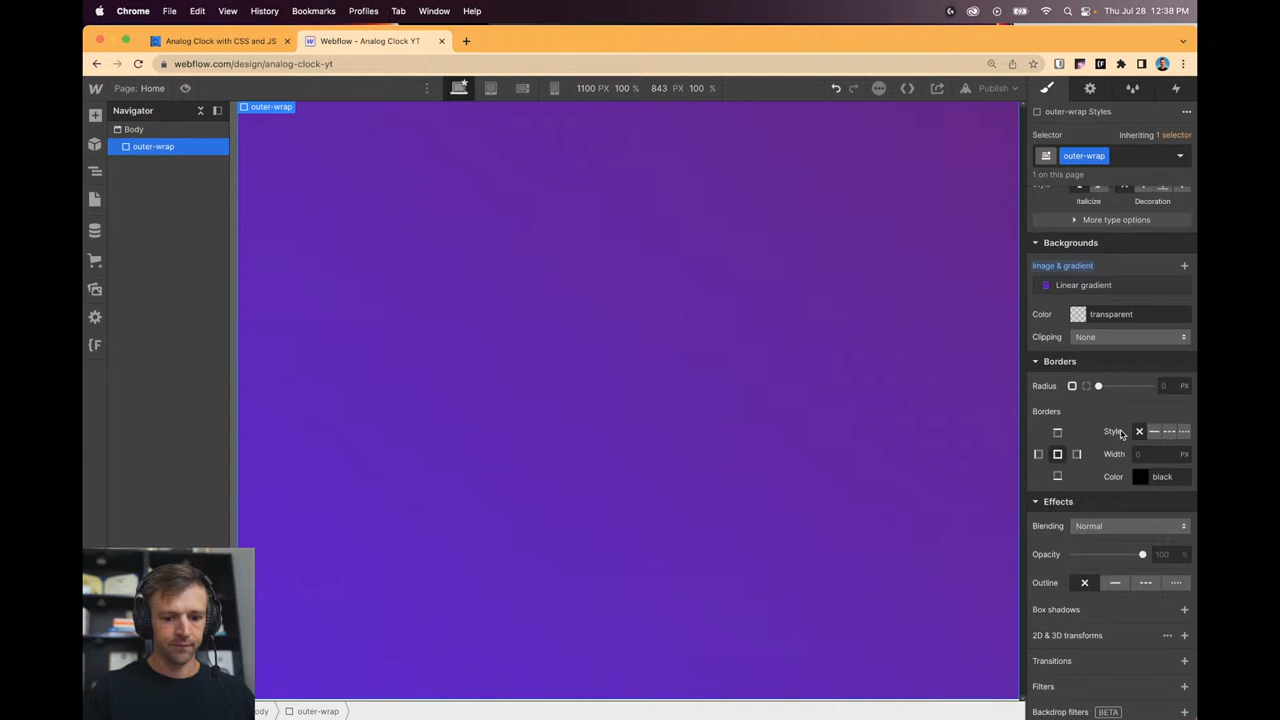 Chrome File Edit View History Bookmarks Profiles Tab Window Help Thu Jul 28 12:38 PM
Analog Clock with CSS and JS Webflow - Analog Clock YT
webflow.com/design/analog-clock-yt
Page: Home 1100 PX 100 % 843 PX 100 % Publish
Navigator
Body
outer-wrap
outer-wrap
outer-wrap Styles
Selector Inheriting 1 selector
outer-wrap
1 on this page
Style
Italicize Decoration
More type options
Backgrounds
Image & gradient
Linear gradient
Color transparent
Clipping None
Borders
Radius 0 PX
Borders
Style
Width 0 PX
Color black
Effects
Blending Normal
Opacity 100 %
Outline
Box shadows
2D & 3D transforms
Transitions
Filters
Backdrop filters BETA
ody outer-wrap